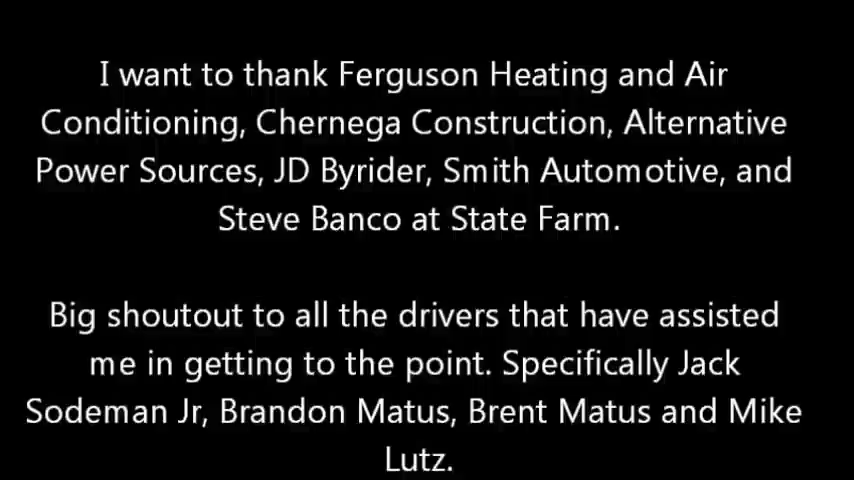 I want to thank Ferguson Heating and Air
Conditioning, Chernega Construction, Alternative
Power Sources, JD Byrider, Smith Automotive, and
Steve Banco at State Farm.
Big shoutout to all the drivers that have assisted
me in getting to the point. Specifically Jack
Sodeman Jr, Brandon Matus, Brent Matus and Mike
Lutz.